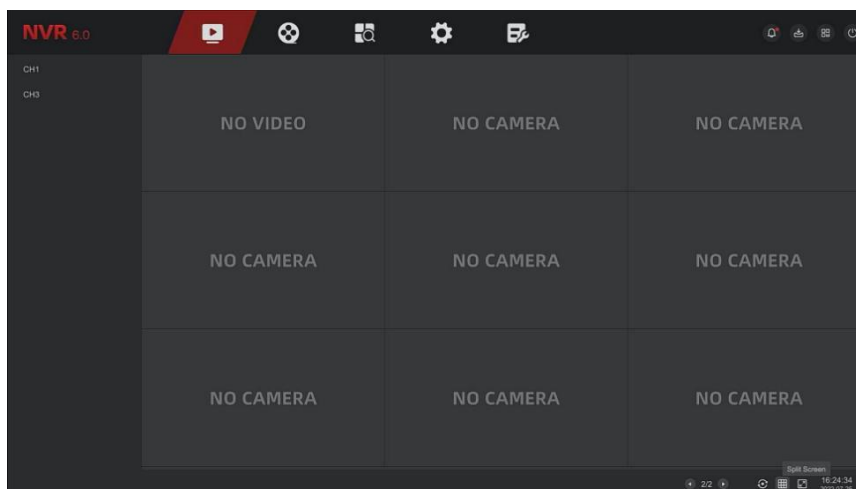 NVR 6.0
CH1
CH3
NO VIDEO NO CAMERA NO CAMERA
NO CAMERA NO CAMERA NO CAMERA
NO CAMERA NO CAMERA NO CAMERA
Split Screen
2/2 16:24:34